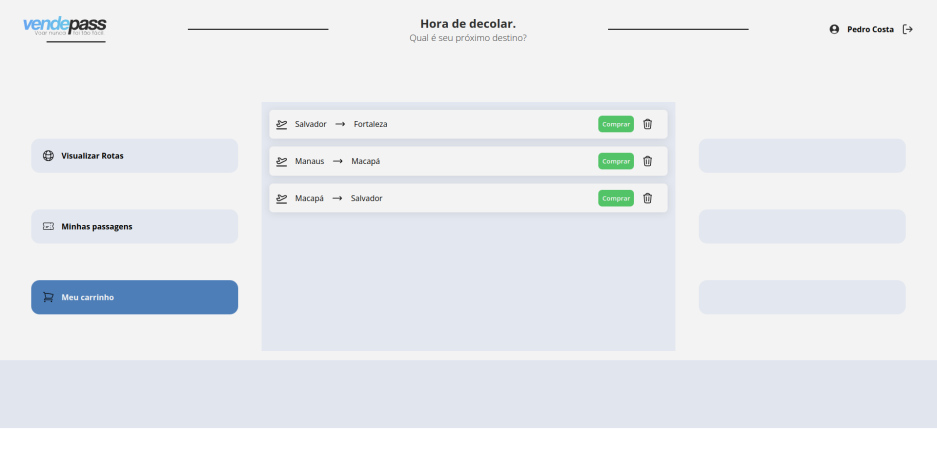 vendepass
Voar nunca foi tão fácil
Hora de decolar.
Qual é seu próximo destino?
Pedro Costa
Visualizar Rotas
Minhas passagens
Meu carrinho
Salvador → Fortaleza Comprar
Manaus → Macapá Comprar
Macapá → Salvador Comprar